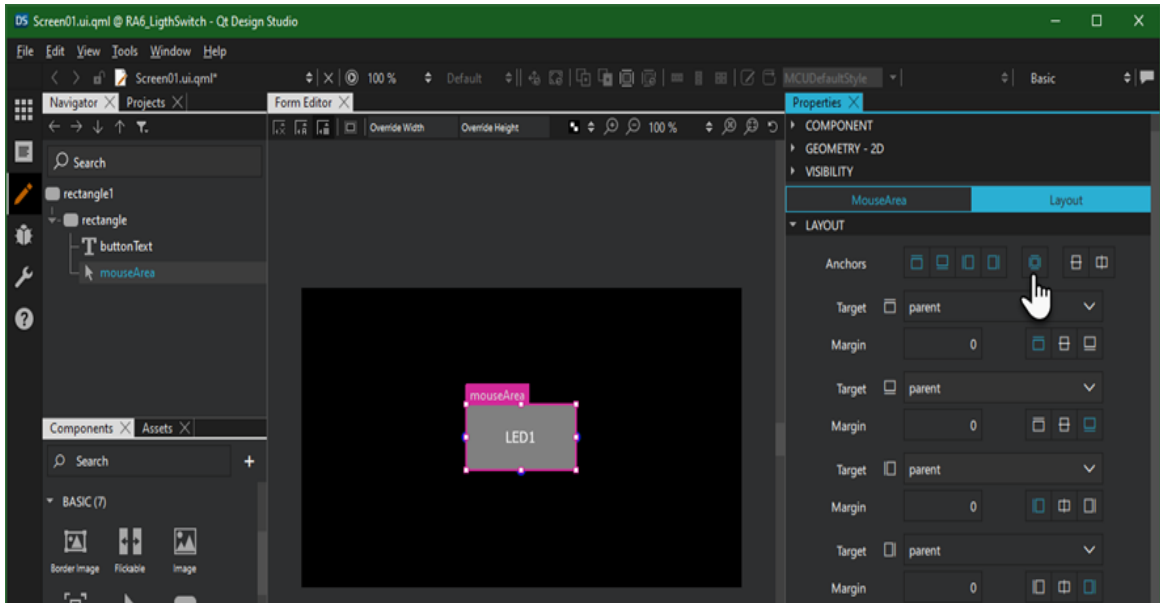 DS Screen01.ui.qml @ RA6_LigthSwitch - Qt Design Studio
File Edit View Tools Window Help
Screen01.ui.qml* 100 % Default MCUDefaultStyle Basic
Navigator Projects Form Editor Properties
Override Width Override Height 100 %
COMPONENT
GEOMETRY - 2D
VISIBILITY
Search
rectangle1
rectangle
buttonText
mouseArea
MouseArea Layout
LAYOUT
Anchors
Target parent
Margin 0
Target parent
Margin 0
Target parent
Margin 0
Target parent
Margin 0
mouseArea
LED1
Components Assets
Search +
BASIC (7)
Border Image Flickable Image